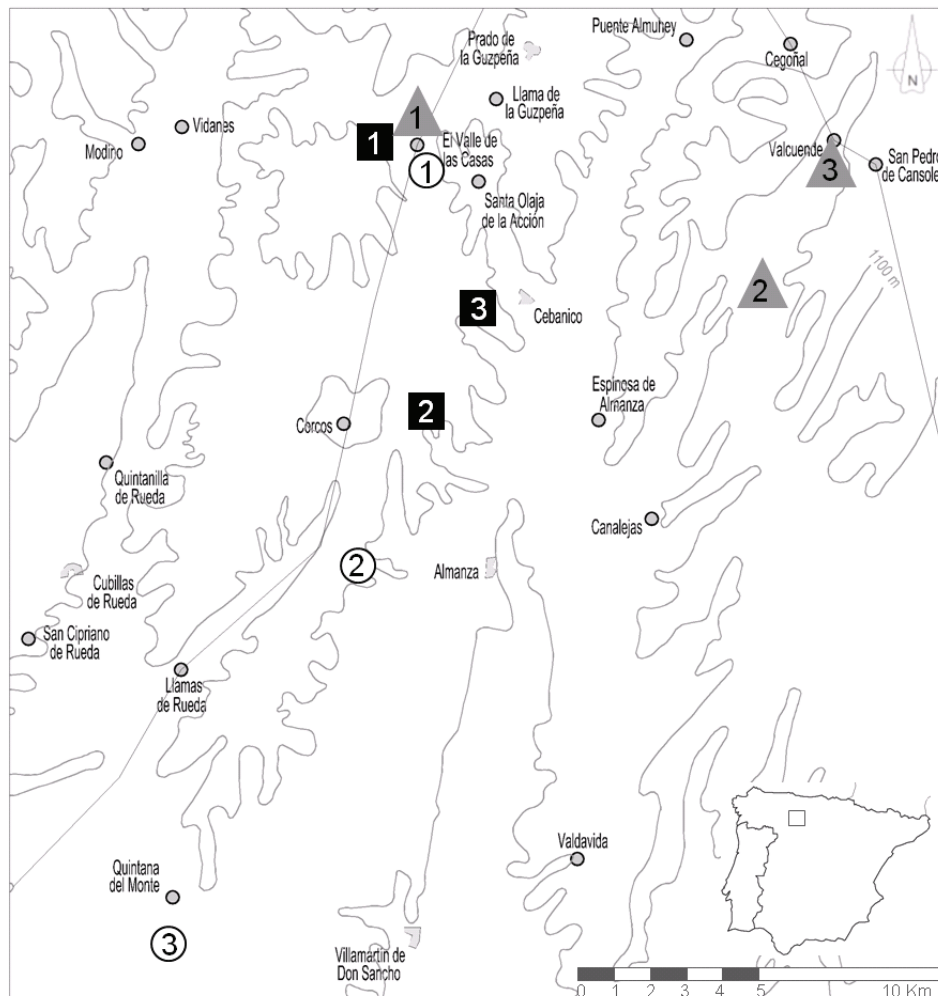 Puente Almuhey
Prado de
la Guzpeña
Cegoñal
N
Llama de
la Guzpeña
1
Vidanes
1
El Valle de
las Casas
Modino
Valcuende
San Pedro
de Cansole
3
1
Santa Olaja
de la Acción
1100 m
2
3
Cebanico
Espinosa de
Almanza
2
Corcos
Quintanilla
de Rueda
Canalejas
2
Almanza
Cubillas
de Rueda
San Cipriano
de Rueda
Llamas
de Rueda
Valdavida
Quintana
del Monte
3
Villamartín de
Don Sancho
0 1 2 3 4 5 10 Km